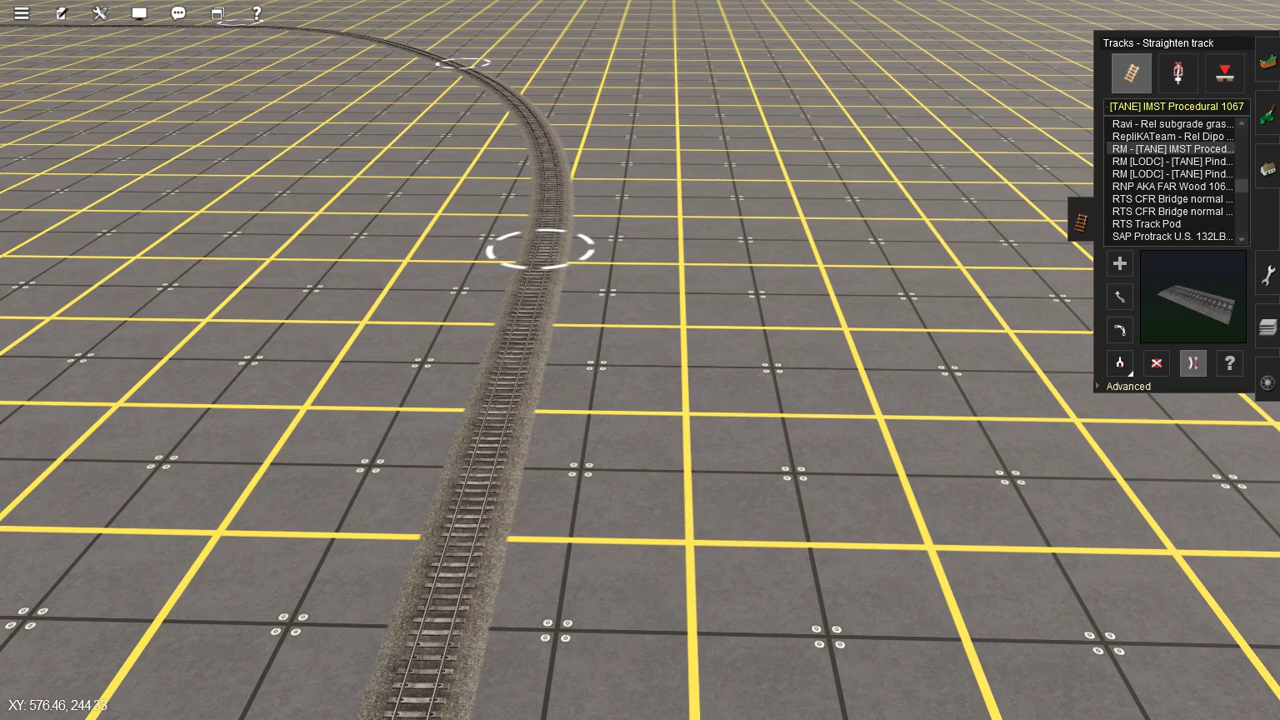 ?
Tracks - Straighten track
[TANE] IMST Procedural 1067
Ravi - Rel subgrade gras...
RepliKATeam - Rel Dipo ...
RM - [TANE] IMST Proced...
RM [LODC] - [TANE] Pind...
RM [LODC] - [TANE] Pind...
RNP AKA FAR Wood 106...
RTS CFR Bridge normal ...
RTS CFR Bridge normal ...
RTS Track Pod
SAP Protrack U.S. 132LB...
?
Advanced
XY: 576.46, 244.33